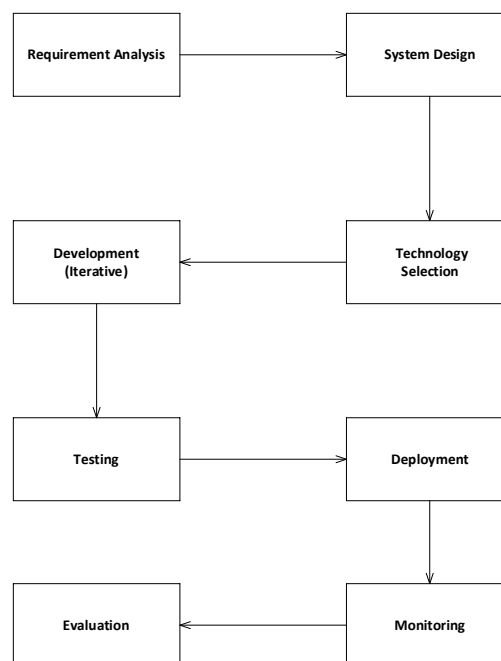 Requirement Analysis
System Design
Development
(Iterative)
Technology
Selection
Testing
Deployment
Evaluation
Monitoring